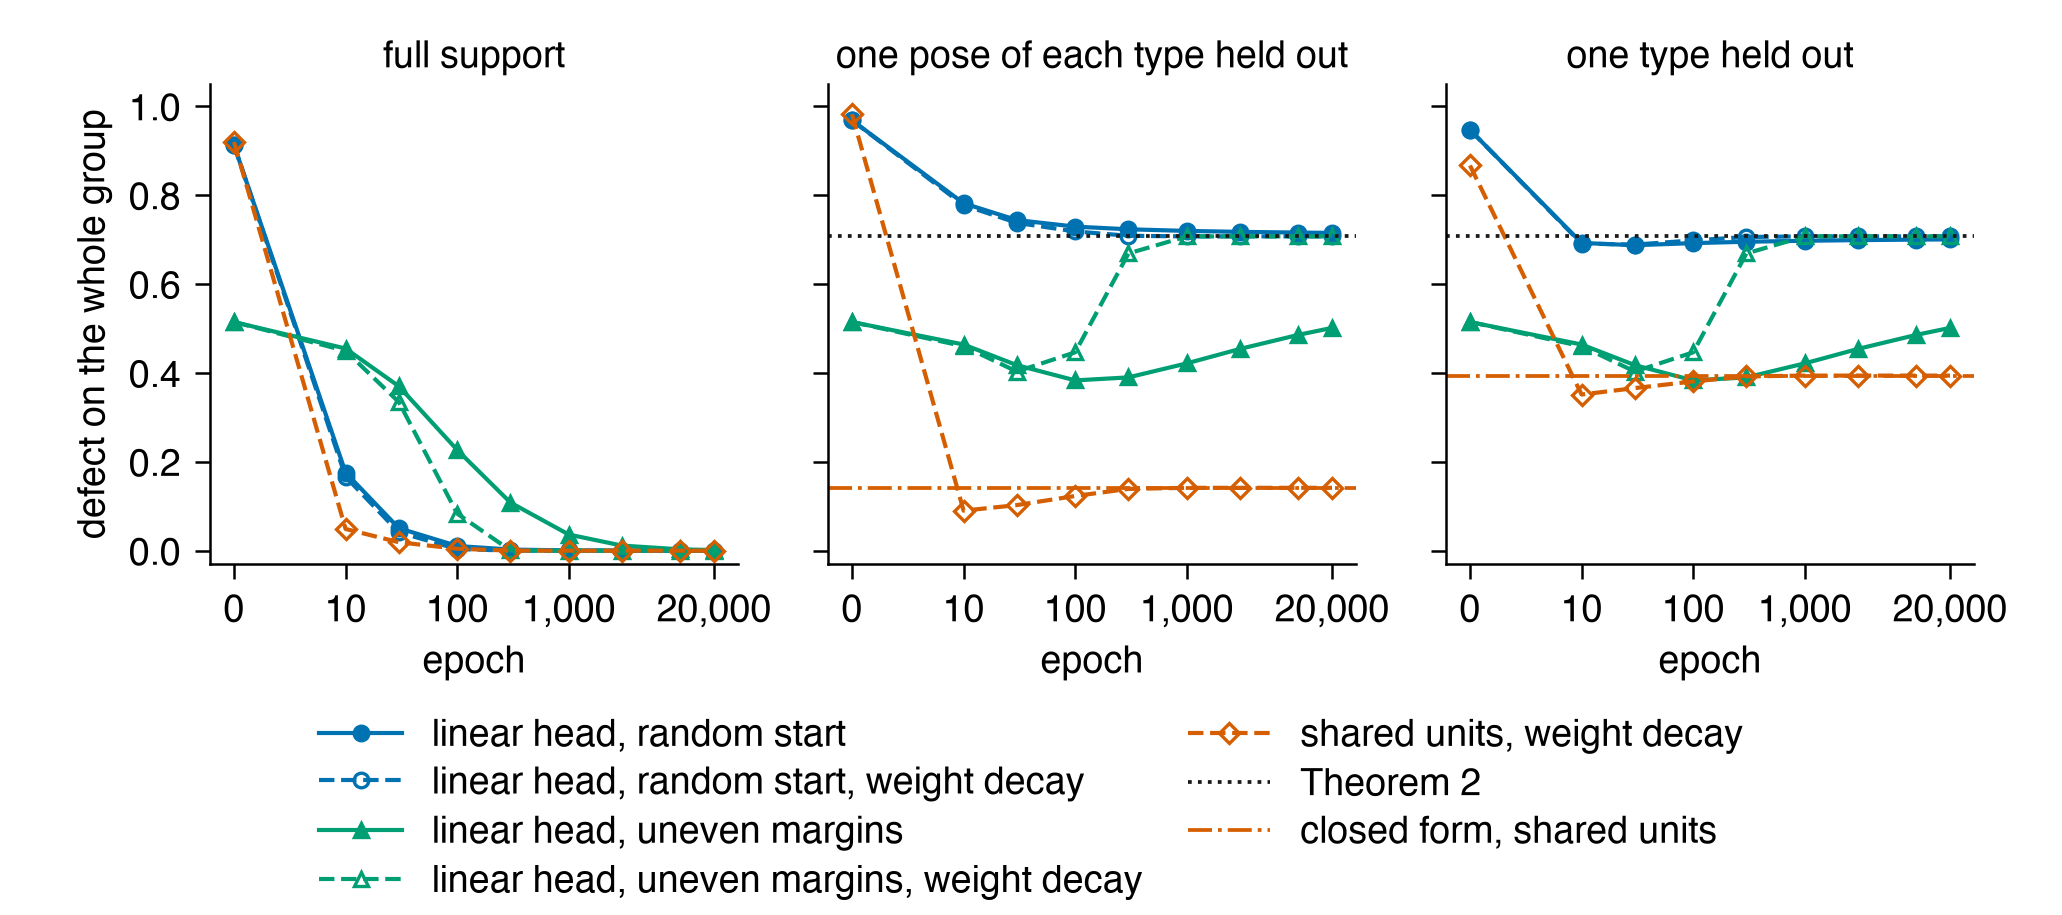 full support
one pose of each type held out
one type held out
defect on the whole group
1.0
0.8
0.6
0.4
0.2
0.0
0 10 100 1,000 20,000
0 10 100 1,000 20,000
0 10 100 1,000 20,000
epoch
epoch
epoch
linear head, random start
linear head, random start, weight decay
linear head, uneven margins
linear head, uneven margins, weight decay
shared units, weight decay
Theorem 2
closed form, shared units